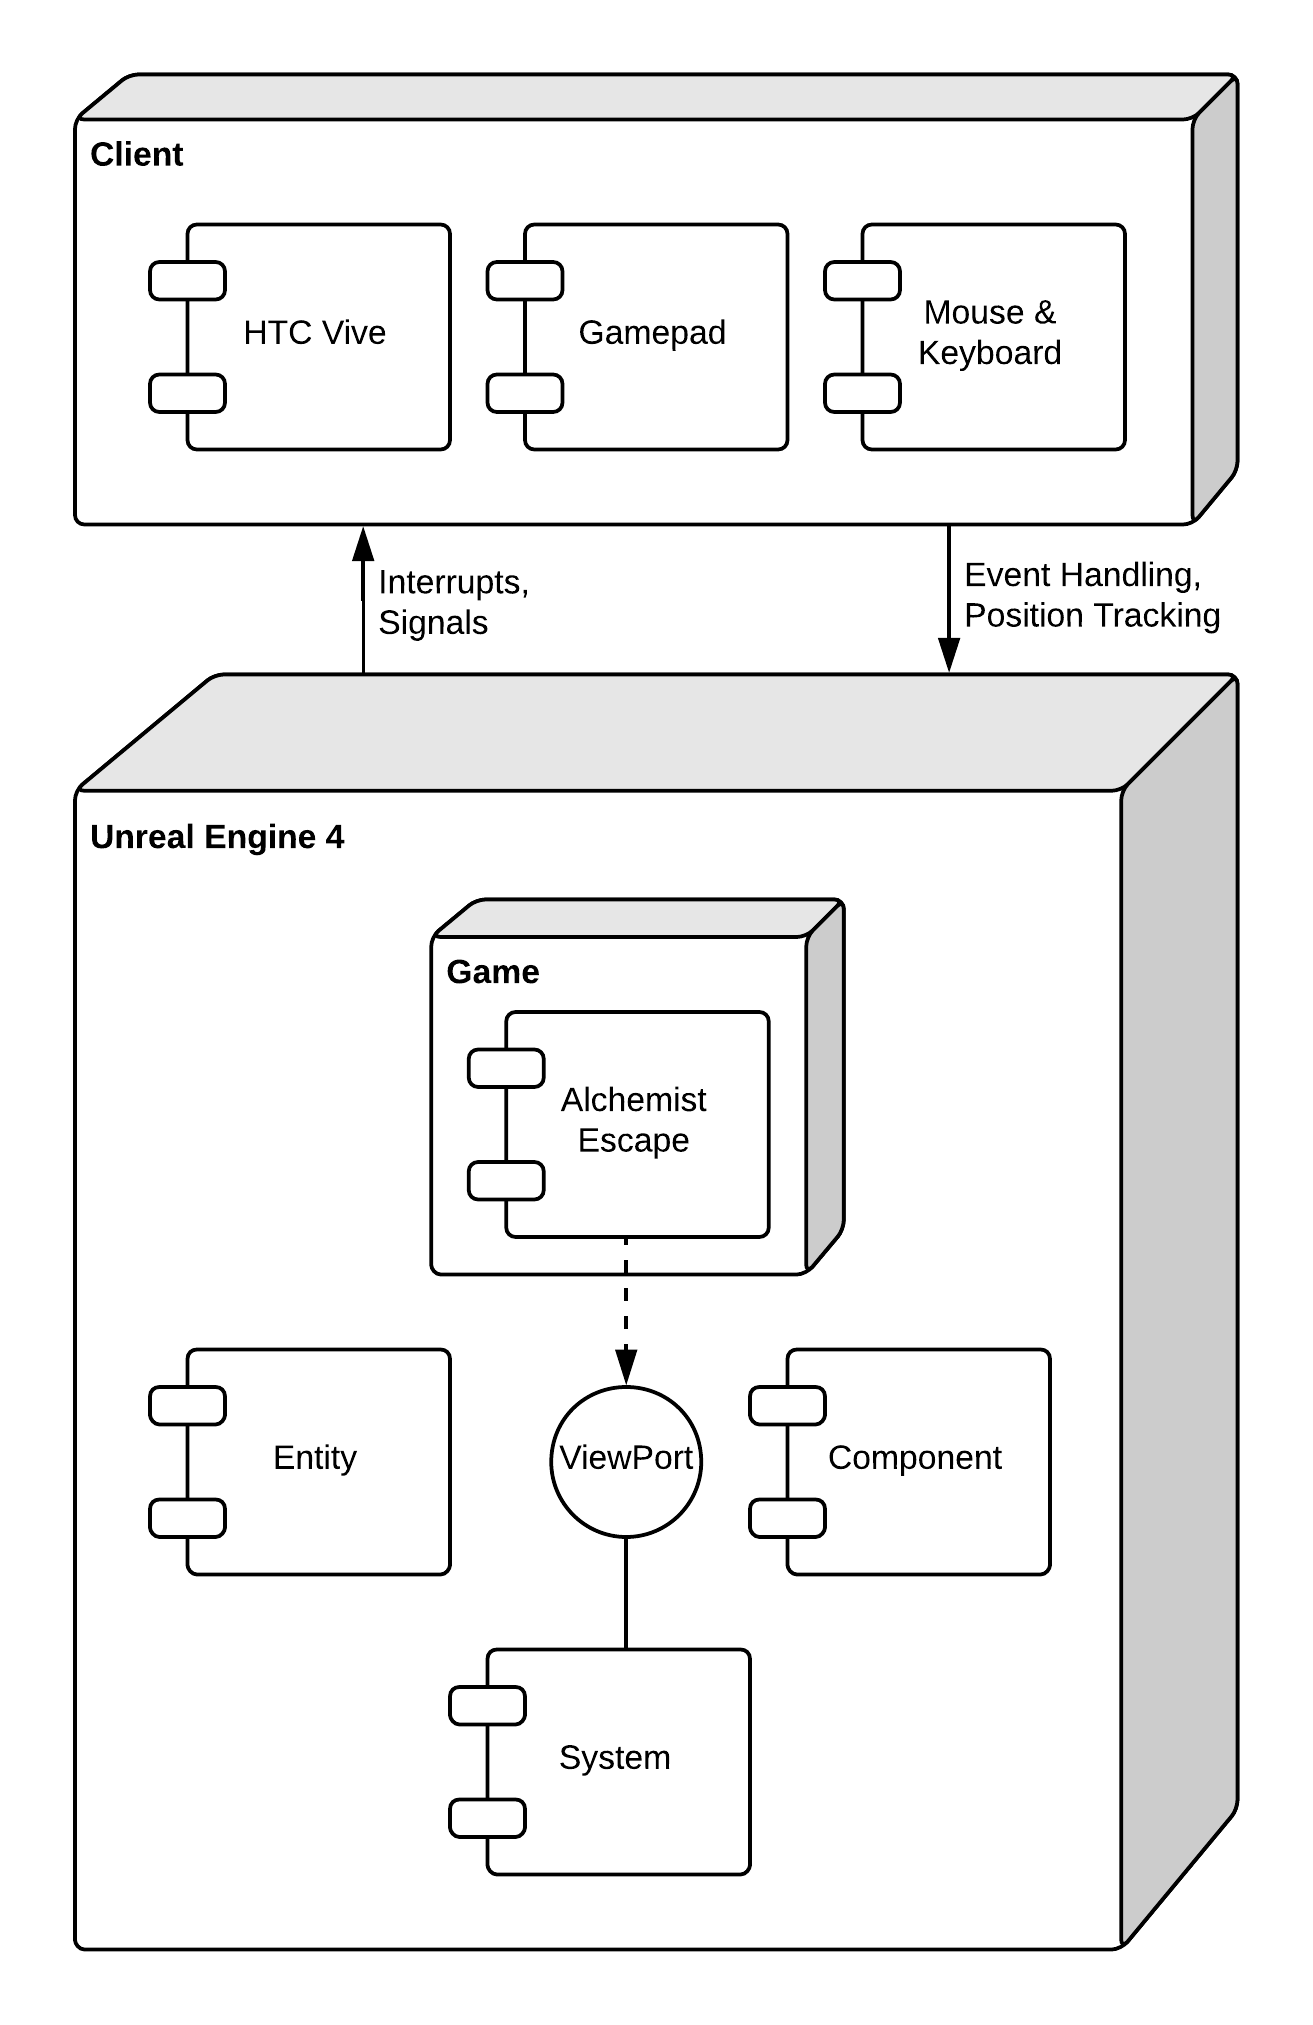 Client
HTC Vive
Gamepad
Mouse &
Keyboard
Interrupts,
Signals
Event Handling,
Position Tracking
Unreal Engine 4
Game
Alchemist
Escape
Entity
ViewPort
Component
System